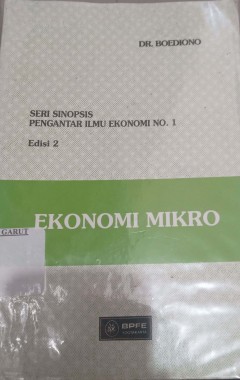 DR. BOEDIONO
SERI SINOPSIS
PENGANTAR ILMU EKONOMI NO. 1
Edisi 2
EKONOMI MIKRO
GARUT
BPFE